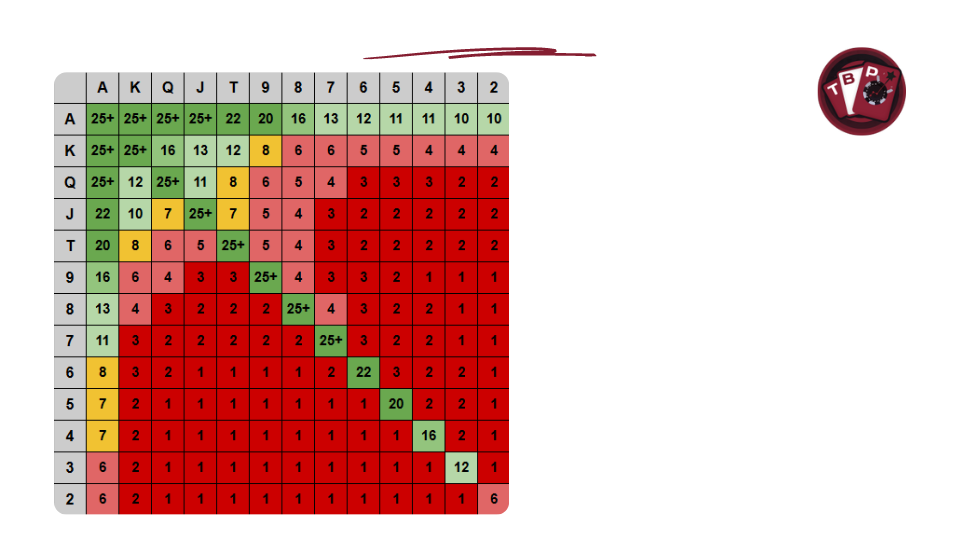 A K Q J T 9 8 7 6 5 4 3 2
A 25+ 25+ 25+ 25+ 22 20 16 13 12 11 11 10 10
K 25+ 25+ 16 13 12 8 6 6 5 5 4 4 4
Q 25+ 12 25+ 11 8 6 5 4 3 3 3 2 2
J 22 10 7 25+ 7 5 4 3 2 2 2 2 2
T 20 8 6 5 25+ 5 4 3 2 2 2 2 2
9 16 6 4 3 3 25+ 4 3 3 2 1 1 1
8 13 4 3 2 2 2 25+ 4 3 2 2 1 1
7 11 3 2 2 2 2 2 25+ 3 2 2 1 1
6 8 3 2 1 1 1 1 2 22 3 2 2 1
5 7 2 1 1 1 1 1 1 1 20 2 2 1
4 7 2 1 1 1 1 1 1 1 1 16 2 1
3 6 2 1 1 1 1 1 1 1 1 1 12 1
2 6 2 1 1 1 1 1 1 1 1 1 1 6
TBP